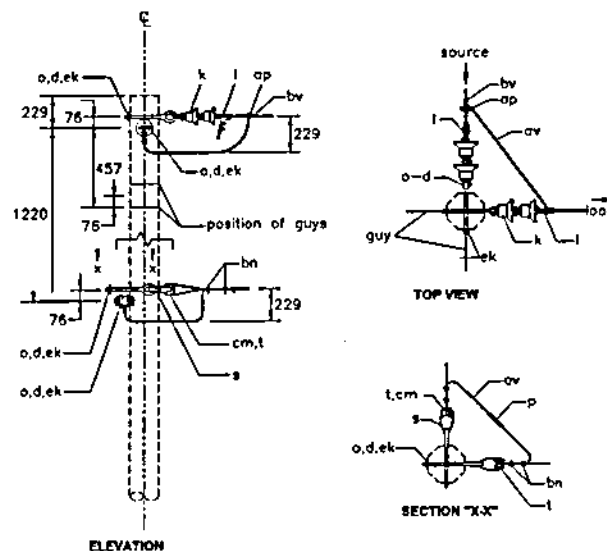 ℄
o,d,ek
k
l
ap
bv
229
76
229
o,d,ek
457
1220
76
position of guys
x
x
bn
229
76
o,d,ek
cm,t
o,d,ek
s
ELEVATION
source
bv
ap
l
av
o-d
guy
ek
k
l
TOP VIEW
av
t,cm
p
s
o,d,ek
bn
t
SECTION "X-X"